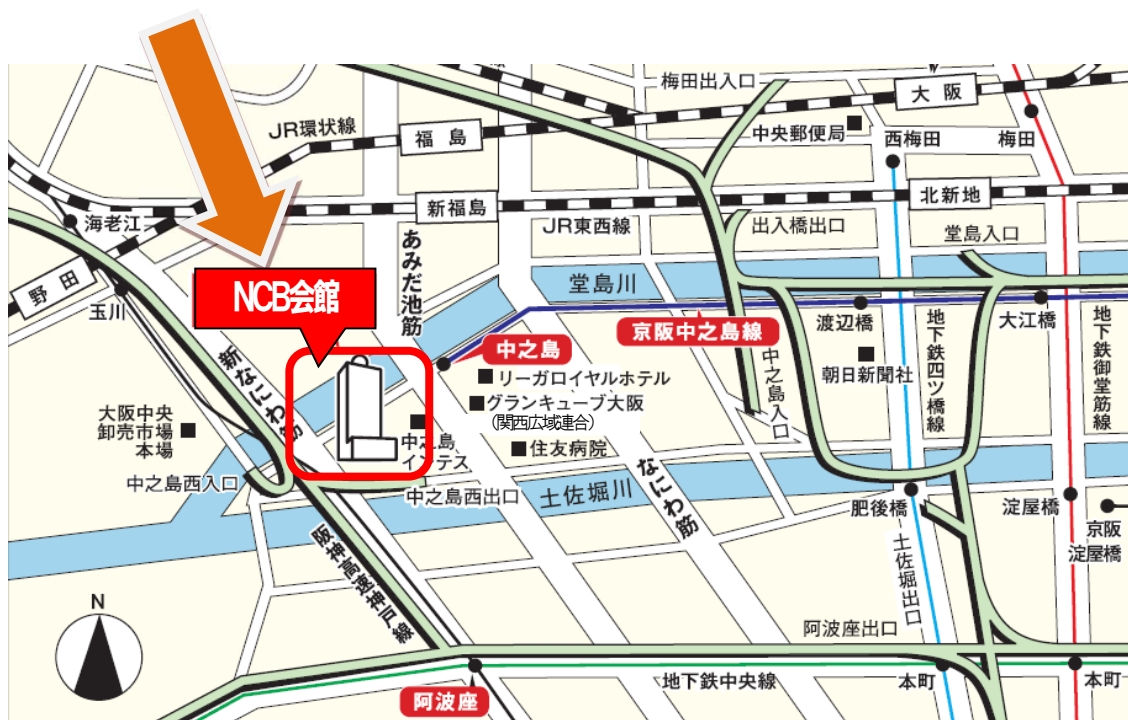 梅田出入口
大阪
JR環状線
福島
中央郵便局
西梅田
梅田
海老江
新福島
北新地
JR東西線
出入橋出口
堂島入口
あみだ池筋
野田
玉川
NCB会館
堂島川
中之島
京阪中之島線
渡辺橋
大江橋
地下鉄四ツ橋線
地下鉄御堂筋線
新なにわ筋
リーガロイヤルホテル
グランキューブ大阪
(関西広域連合)
朝日新聞社
中之島入口
大阪中央
卸売市場
本場
中之島
インテス
住友病院
なにわ筋
中之島西入口
中之島西出口
土佐堀川
肥後橋
淀屋橋
京阪
淀屋橋
阪神高速神戸線
土佐堀出口
N
阿波座出口
阿波座
地下鉄中央線
本町
本町